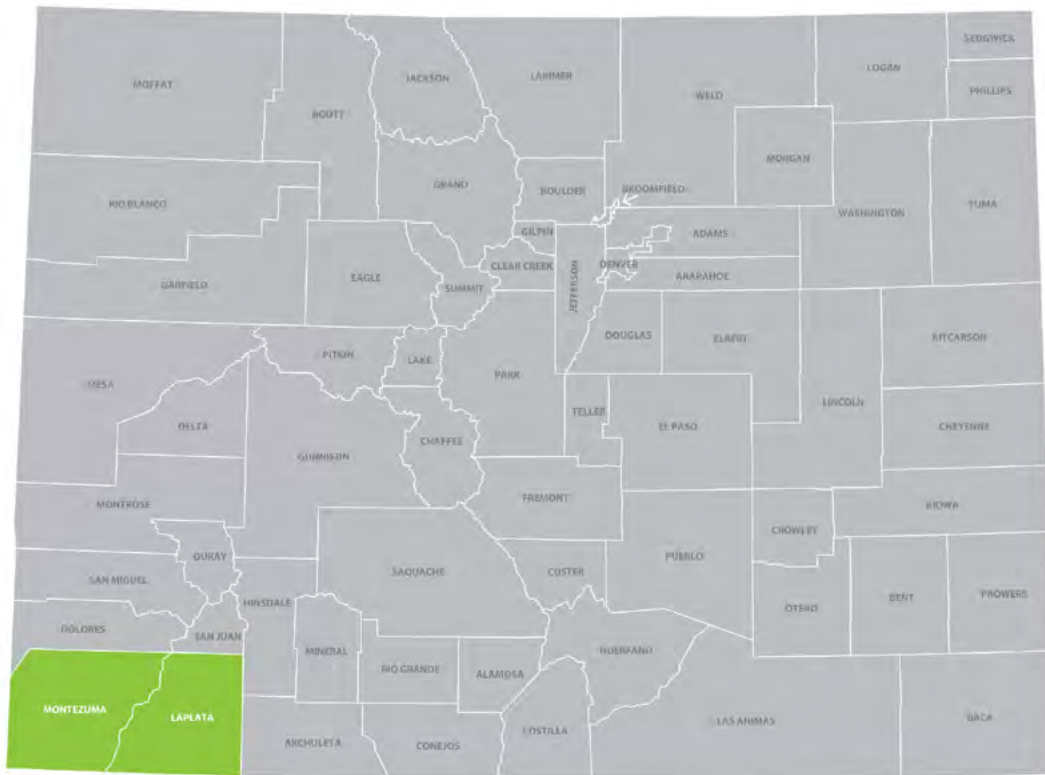 SEDGWICK
LOGAN
JACKSON
LARIMER
MOFFAT
PHILLIPS
WELD
ROUTT
MORGAN
GRAND
BOULDER
BROOMFIELD
RIO BLANCO
YUMA
WASHINGTON
GILPIN
ADAMS
CLEAR CREEK
DENVER
JEFFERSON
ARAPAHOE
EAGLE
GARFIELD
SUMMIT
DOUGLAS
ELBERT
KITCARSON
PITKIN
LAKE
PARK
MESA
LINCOLN
TELLER
DELTA
EL PASO
CHEYENNE
CHAFFEE
GUNNISON
FREMONT
MONTROSE
KIOWA
CROWLEY
OURAY
PUEBLO
SAQUACHE
CUSTER
SAN MIGUEL
PROWERS
BENT
HINSDALE
OTERO
DOLORES
SAN JUAN
MINERAL
HUERFANO
RIO GRANDE
ALAMOSA
MONTEZUMA
LAPLATA
LAS ANIMAS
BACA
COSTILLA
ARCHULETA
CONEJOS